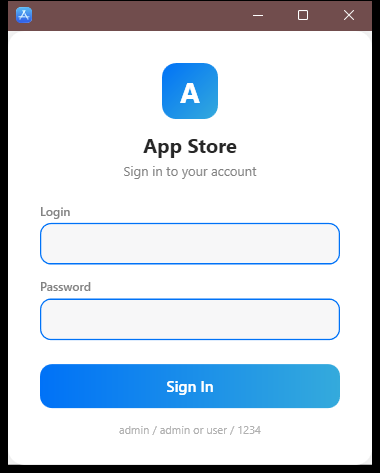 A
App Store
Sign in to your account
Login
Password
Sign In
admin / admin or user / 1234